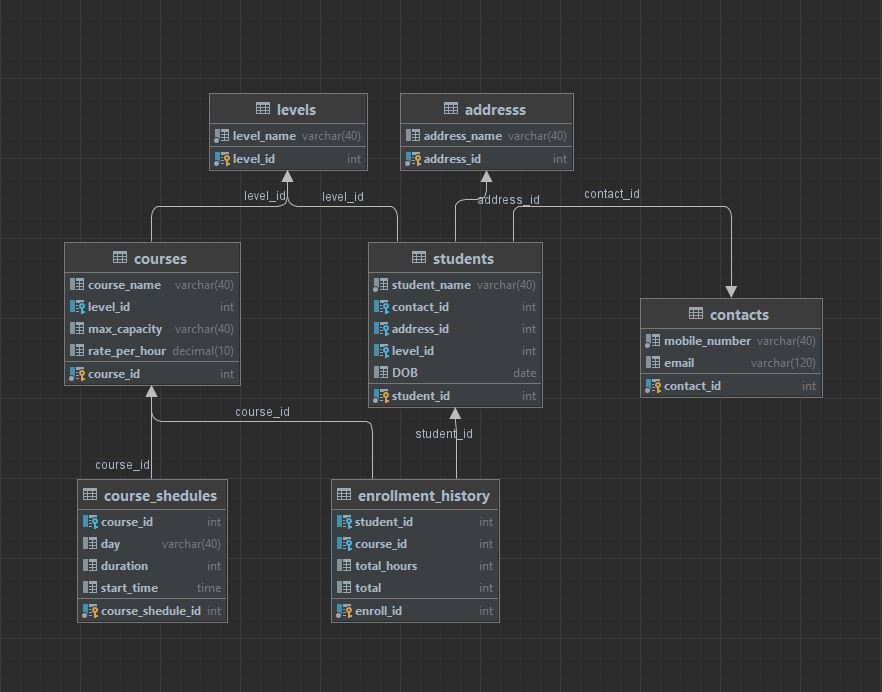 levels
level_name varchar(40)
level_id int
addresss
address_name varchar(40)
address_id int
level_id
level_id
address_id
contact_id
courses
course_name varchar(40)
level_id int
max_capacity varchar(40)
rate_per_hour decimal(10)
course_id int
students
student_name varchar(40)
contact_id int
address_id int
level_id int
DOB date
student_id int
contacts
mobile_number varchar(40)
email varchar(120)
contact_id int
course_id
student_id
course_id
course_shedules
course_id int
day varchar(40)
duration int
start_time time
course_shedule_id int
enrollment_history
student_id int
course_id int
total_hours int
total int
enroll_id int